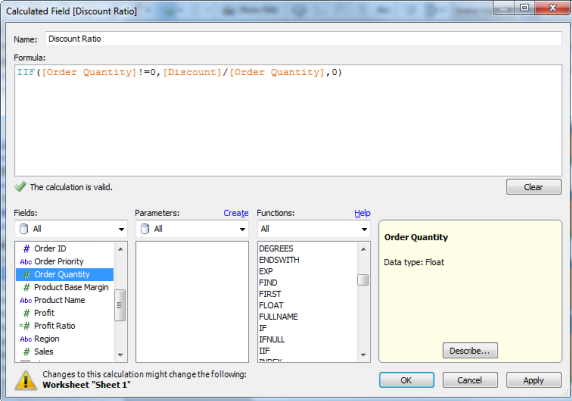 Calculated Field [Discount Ratio]
Name: Discount Ratio
Formula:
IIF([Order Quantity]!=0,[Discount]/[Order Quantity],0)
The calculation is valid. Clear
Fields: Parameters: Create Functions: Help
All All All
# Order ID
Abc Order Priority
# Order Quantity
# Product Base Margin
Abc Product Name
# Profit
=# Profit Ratio
Abc Region
# Sales
DEGREES
ENDSWITH
EXP
FIND
FIRST
FLOAT
FULLNAME
IF
IFNULL
IIF
INDEX
Order Quantity
Data type: Float
Describe...
Changes to this calculation might change the following:
Worksheet "Sheet 1"
OK Cancel Apply